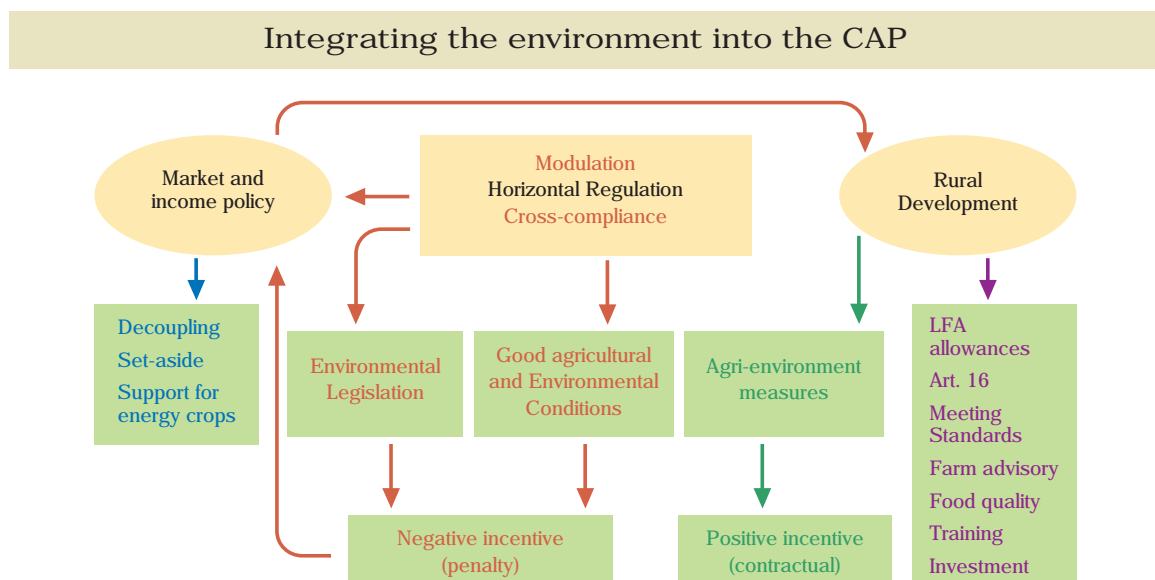 Integrating the environment into the CAP
Market and
income policy
Modulation
Horizontal Regulation
Cross-compliance
Rural
Development
Decoupling
Set-aside
Support for
energy crops
Environmental
Legislation
Good agricultural
and Environmental
Conditions
Agri-environment
measures
LFA
allowances
Art. 16
Meeting
Standards
Farm advisory
Food quality
Training
Investment
Negative incentive
(penalty)
Positive incentive
(contractual)